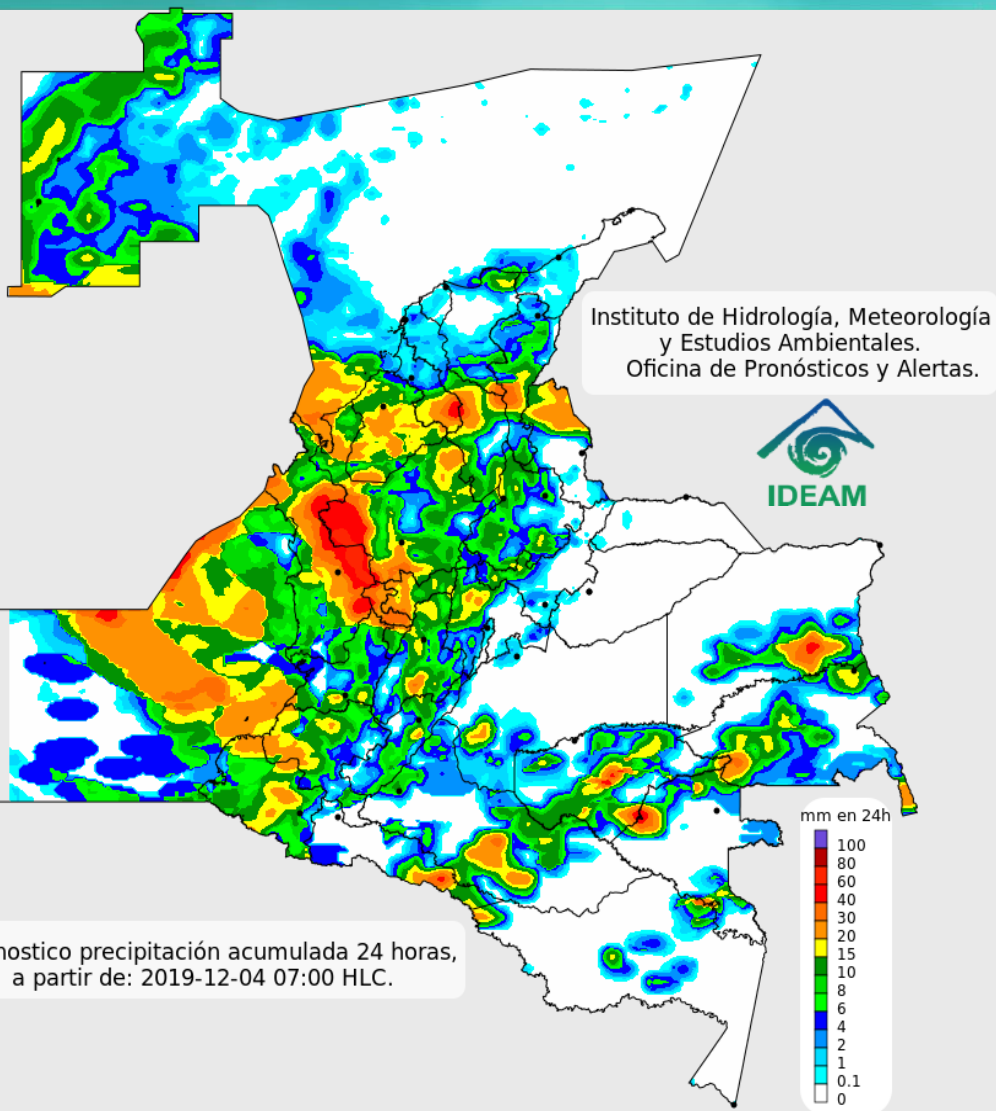 Instituto de Hidrología, Meteorología
y Estudios Ambientales.
Oficina de Pronósticos y Alertas.
IDEAM
mm en 24h
100
80
60
40
30
20
15
10
8
6
4
2
1
0.1
0
nostico precipitación acumulada 24 horas,
a partir de: 2019-12-04 07:00 HLC.